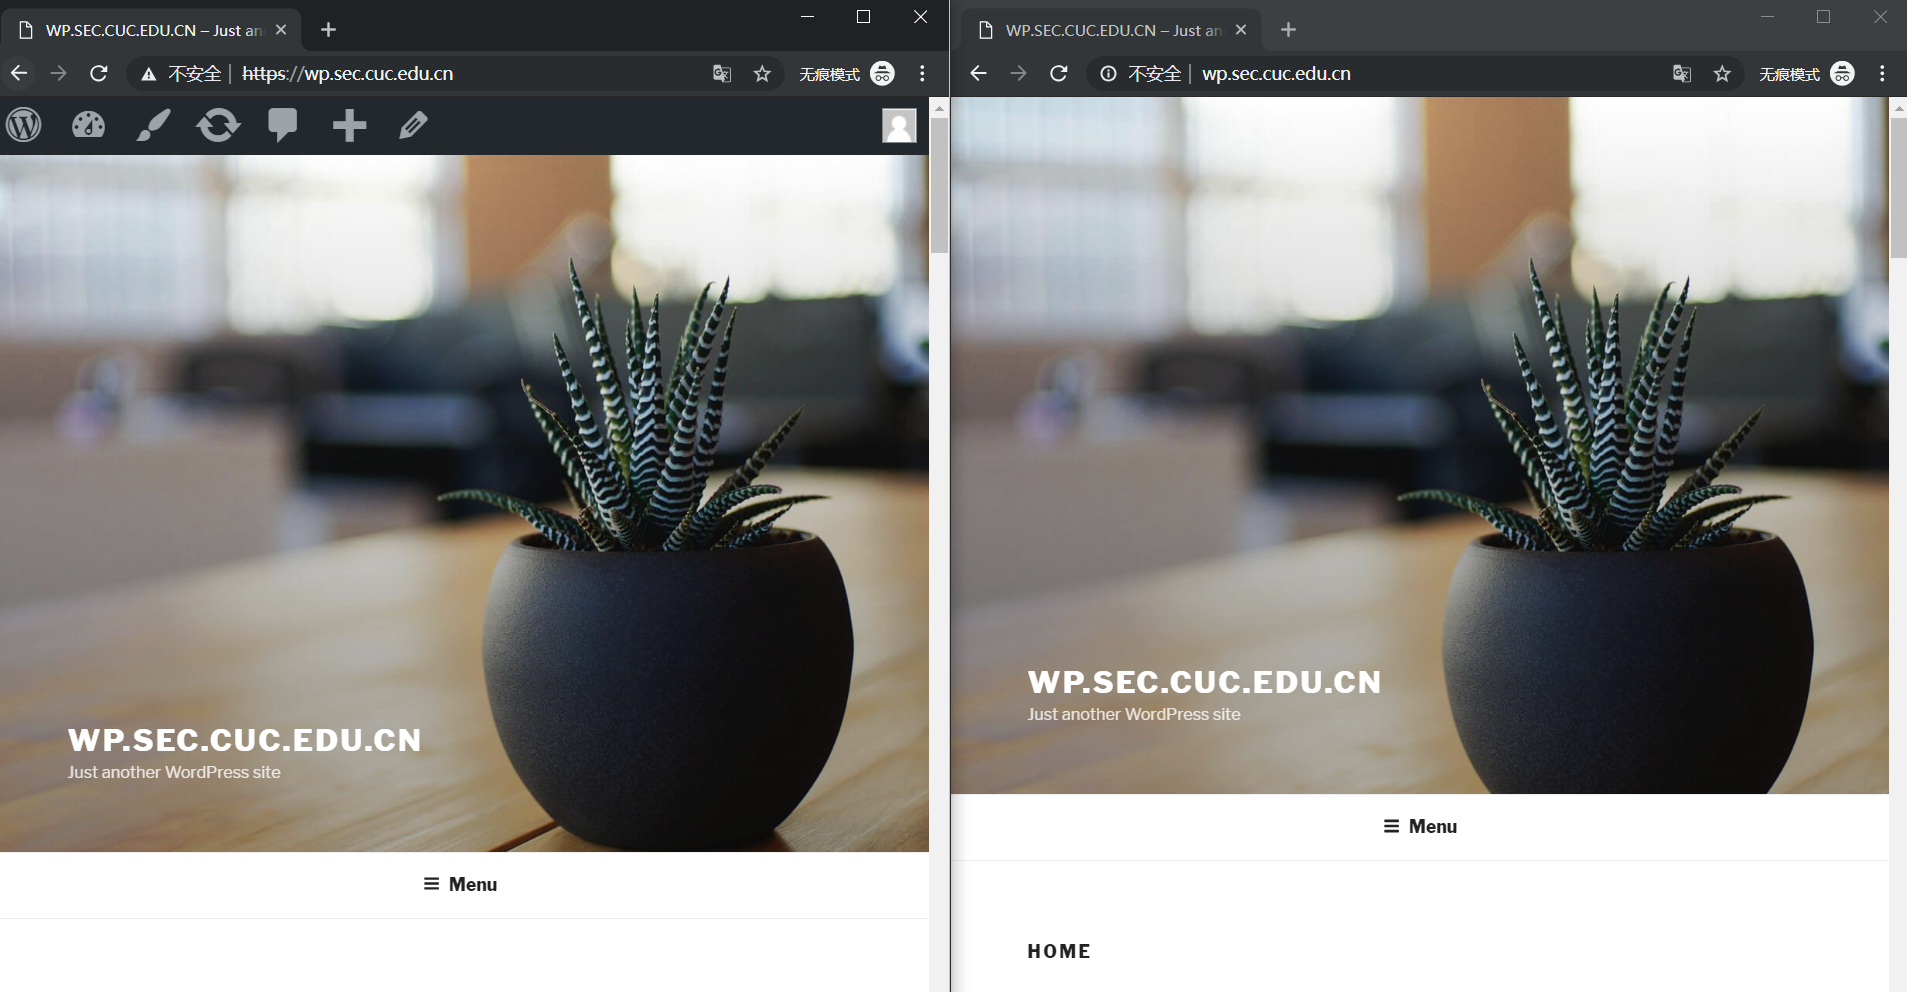 WP.SEC.CUC.EDU.CN – Just an
不安全 | https://wp.sec.cuc.edu.cn
无痕模式
WP.SEC.CUC.EDU.CN
Just another WordPress site
Menu
WP.SEC.CUC.EDU.CN – Just an
不安全 | wp.sec.cuc.edu.cn
无痕模式
WP.SEC.CUC.EDU.CN
Just another WordPress site
Menu
HOME